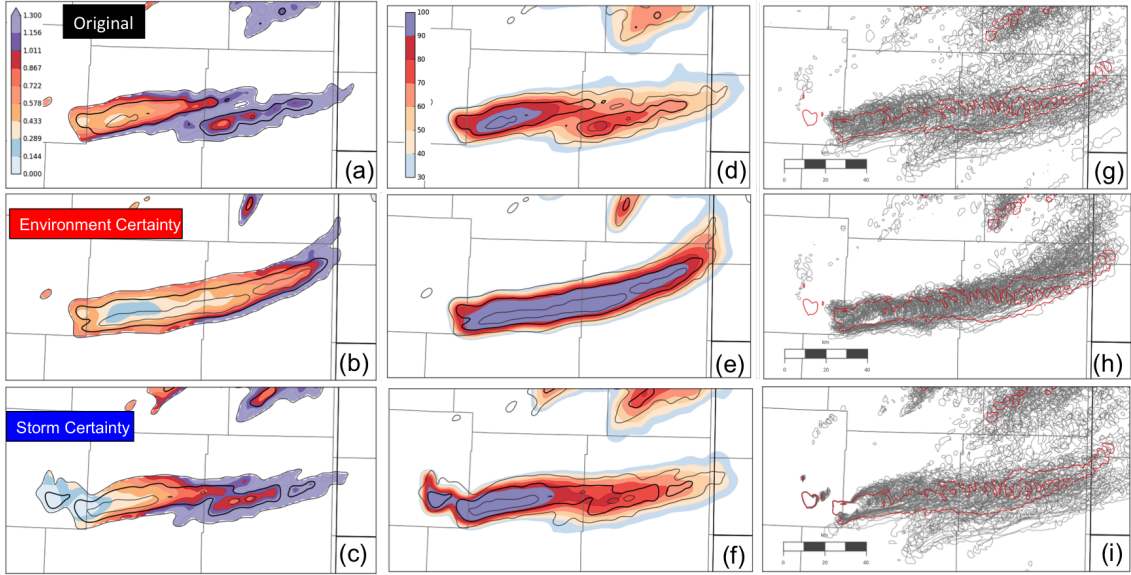 Original
1.300
1.156
1.011
0.867
0.722
0.578
0.433
0.289
0.144
0.000
(a)
100
90
80
70
60
50
40
30
(d)
km
0 20 40
(g)
Environment Certainty
(b)
(e)
km
0 20 40
(h)
Storm Certainty
(c)
(f)
km
0 20 40
(i)